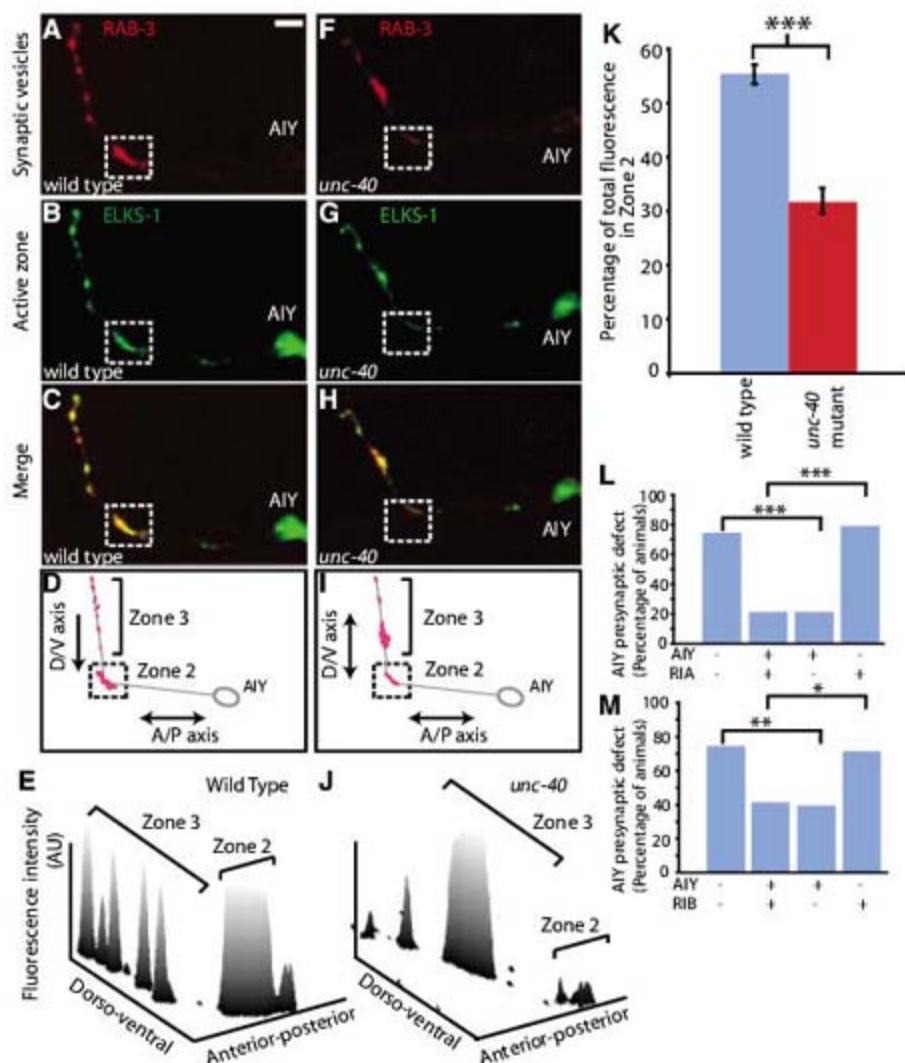 A
RAB-3
Synaptic vesicles
AIY
wild type
F
RAB-3
AIY
unc-40
B
ELKS-1
Active zone
AIY
wild type
G
ELKS-1
AIY
unc-40
C
Merge
AIY
wild type
H
AIY
unc-40
D
D/V axis
Zone 3
Zone 2
AIY
A/P axis
I
D/V axis
Zone 3
Zone 2
AIY
A/P axis
E
Wild Type
Zone 3
Zone 2
Fluorescence intensity
(AU)
Dorso-ventral
Anterior-posterior
J
unc-40
Zone 3
Zone 2
Dorso-ventral
Anterior-posterior
K
***
Percentage of total fluorescence
in Zone 2
60
50
40
30
20
10
0
wild type
unc-40
mutant
L
***
***
AIY presynaptic defect
(Percentage of animals)
100
80
60
40
20
0
AIY - + + -
RIA - + - +
M
*
**
AIY presynaptic defect
(Percentage of animals)
100
80
60
40
20
0
AIY - + + -
RIB - + - +